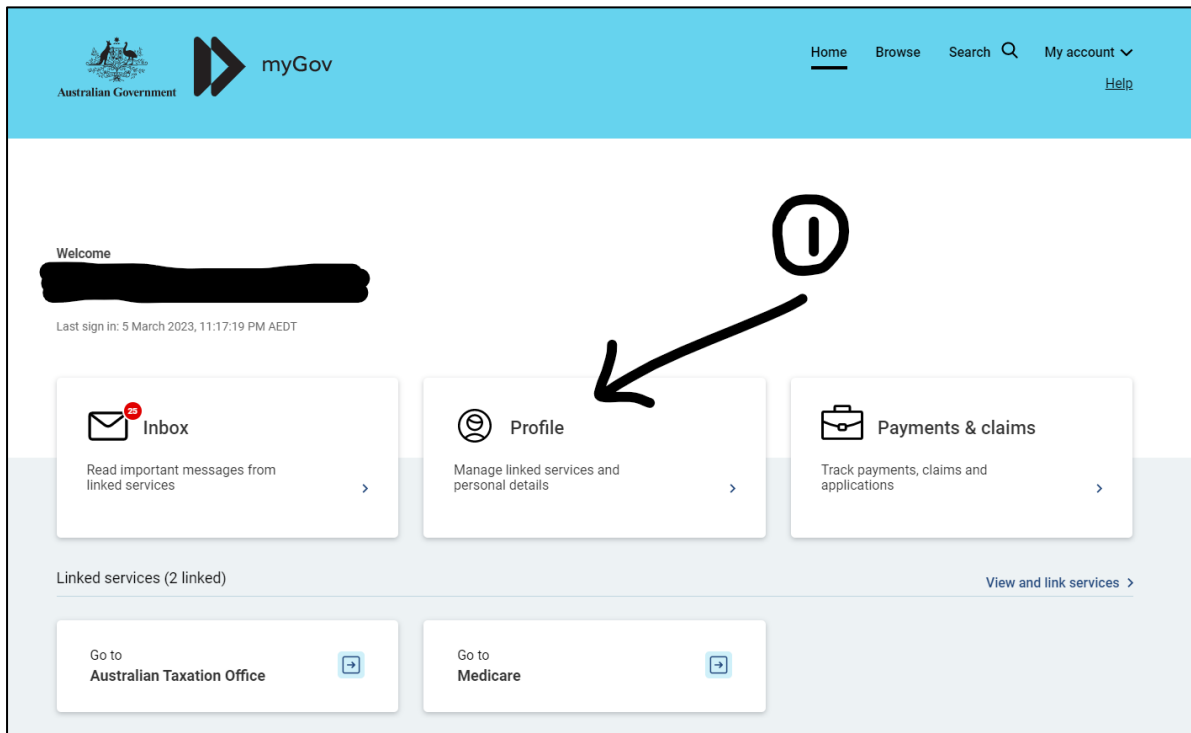 Australian Government
myGov
Home Browse Search My account
Help
1
Welcome
Last sign in: 5 March 2023, 11:17:19 PM AEDT
25
Inbox
Read important messages from
linked services
Profile
Manage linked services and
personal details
Payments & claims
Track payments, claims and
applications
Linked services (2 linked)
View and link services
Go to
Australian Taxation Office
Go to
Medicare